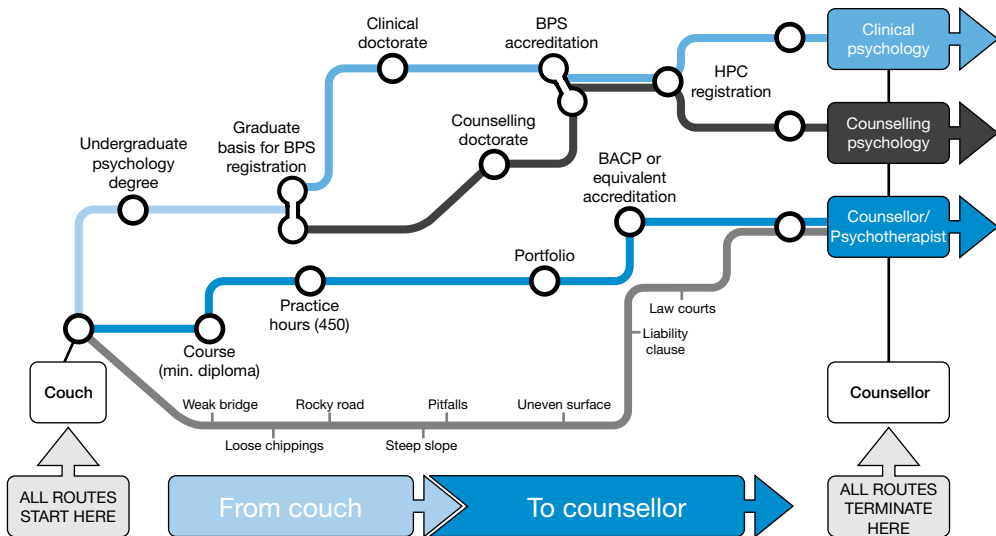 Clinical
doctorate
BPS
accreditation
Clinical
psychology
HPC
registration
Undergraduate
psychology
degree
Graduate
basis for BPS
registration
Counselling
doctorate
Counselling
psychology
BACP or
equivalent
accreditation
Counsellor/
Psychotherapist
Portfolio
Practice
hours (450)
Course
(min. diploma)
Law courts
Liability
clause
Couch
Weak bridge
Rocky road
Pitfalls
Uneven surface
Loose chippings
Steep slope
Counsellor
ALL ROUTES
START HERE
From couch
To counsellor
ALL ROUTES
TERMINATE
HERE